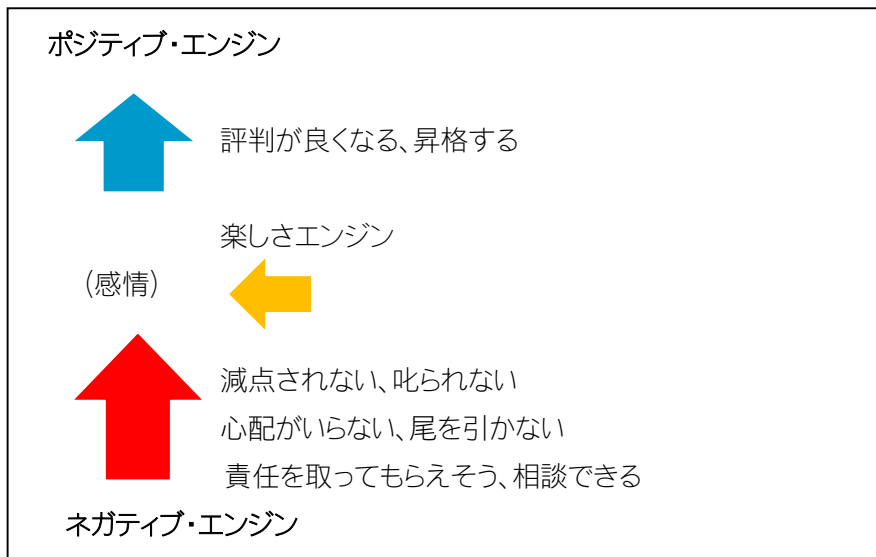 ポジティブ・エンジン
評判が良くなる、昇格する
楽しさエンジン
(感情)
減点されない、叱られない
心配がいらない、尾を引かない
責任を取ってもらえそう、相談できる
ネガティブ・エンジン